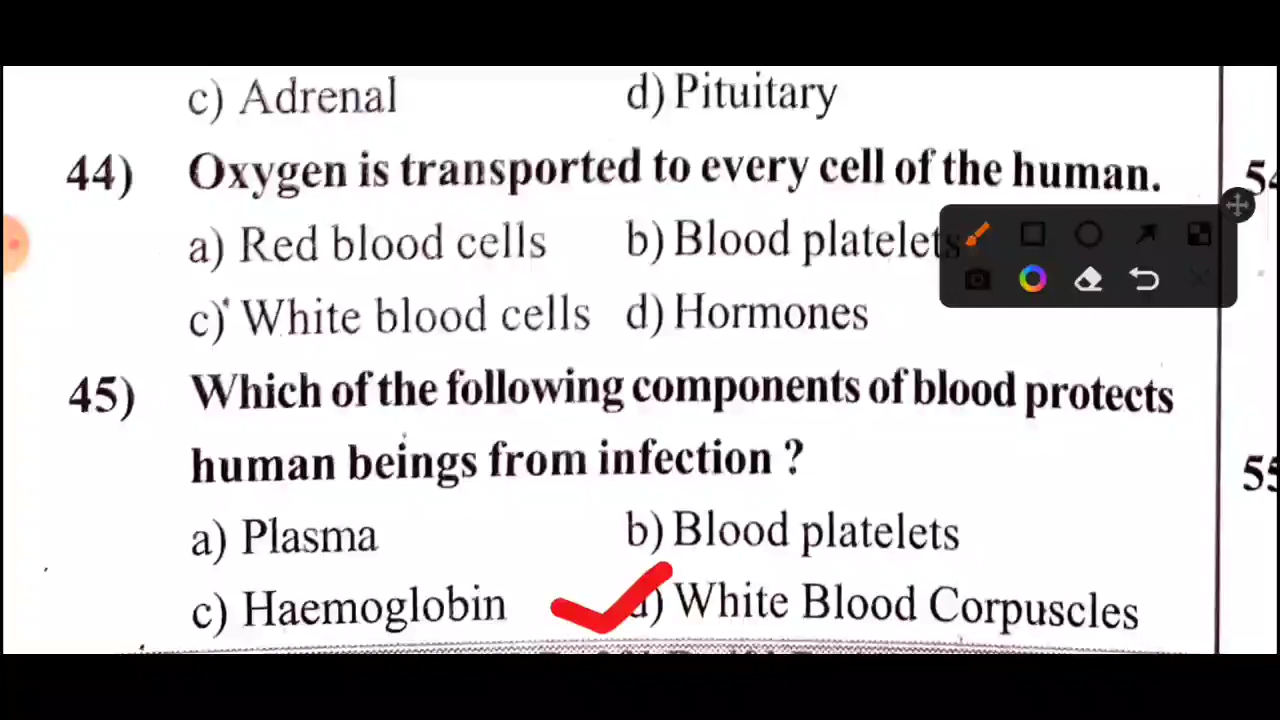 c) Adrenal d) Pituitary
44) Oxygen is transported to every cell of the human. 54
a) Red blood cells b) Blood platelets
c) White blood cells d) Hormones
45) Which of the following components of blood protects
human beings from infection ? 55
a) Plasma b) Blood platelets
c) Haemoglobin d) White Blood Corpuscles